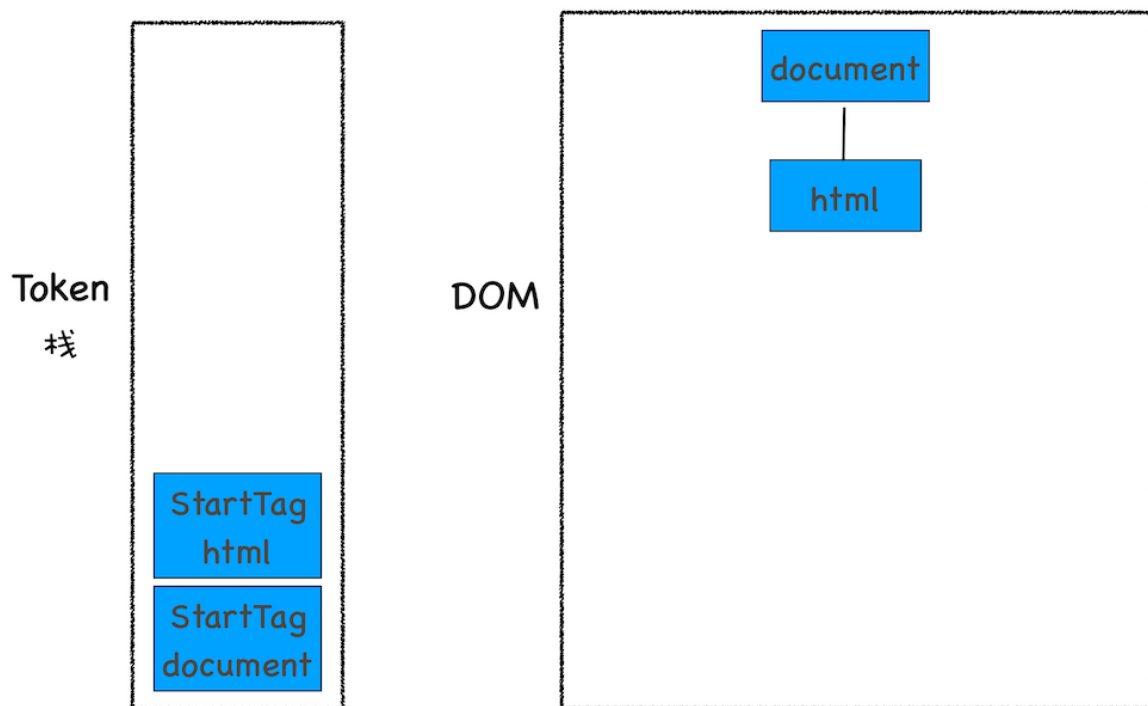 Token
栈
StartTag
html
StartTag
document
DOM
document
html